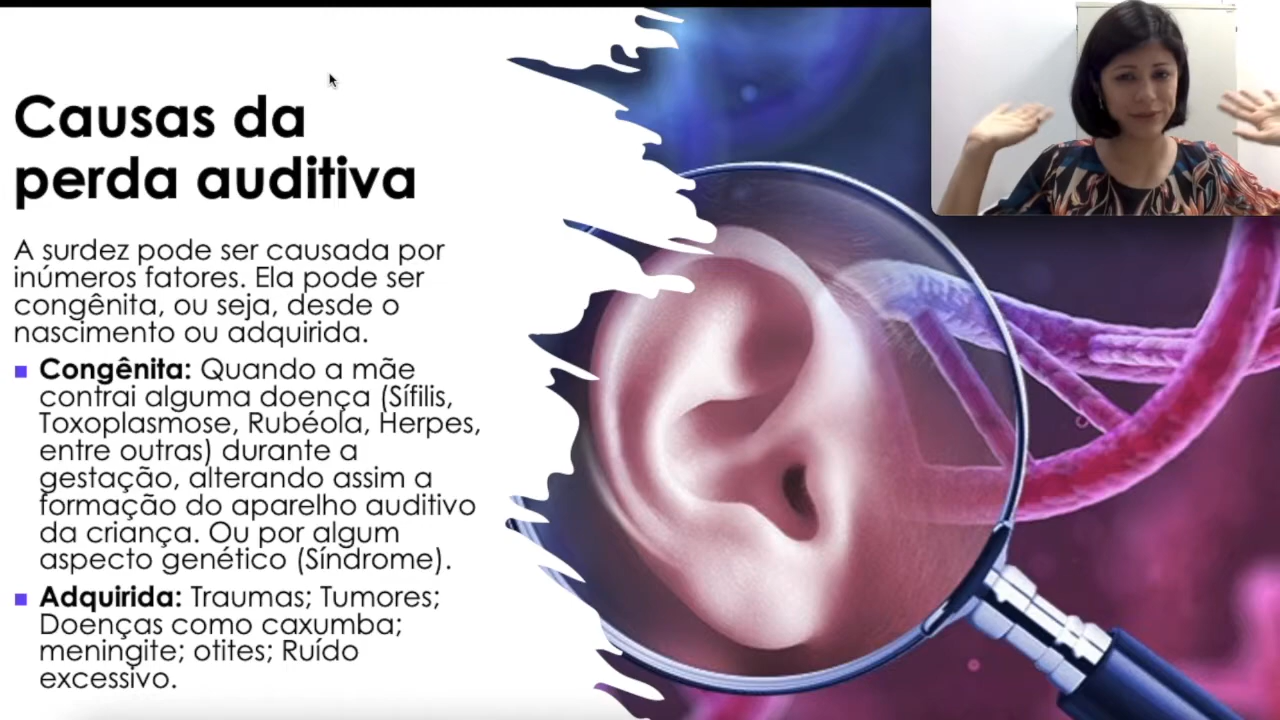 Causas da
perda auditiva
A surdez pode ser causada por
inúmeros fatores. Ela pode ser
congênita, ou seja, desde o
nascimento ou adquirida.
Congênita: Quando a mãe
contrai alguma doença (Sífilis,
Toxoplasmose, Rubéola, Herpes,
entre outras) durante a
gestação, alterando assim a
formação do aparelho auditivo
da criança. Ou por algum
aspecto genético (Síndrome).
Adquirida: Traumas; Tumores;
Doenças como caxumba;
meningite; otites; Ruído
excessivo.